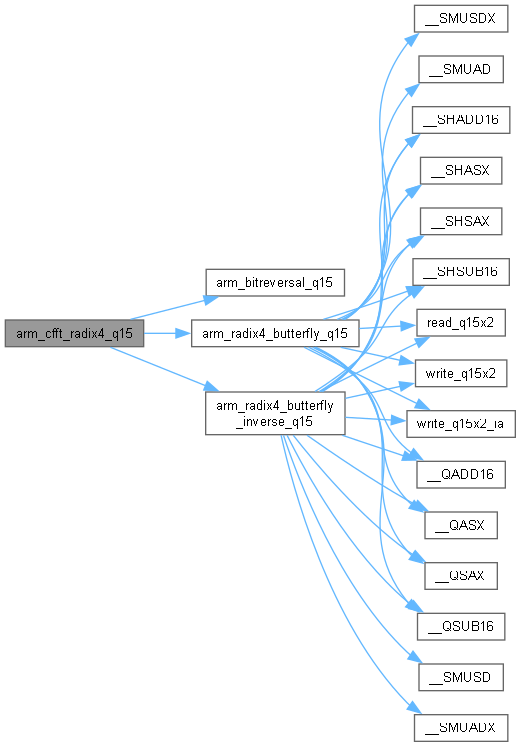 __SMUSDX
__SMUAD
__SHADD16
__SHASX
__SHSAX
__SHSUB16
arm_bitreversal_q15
arm_cfft_radix4_q15
arm_radix4_butterfly_q15
read_q15x2
write_q15x2
arm_radix4_butterfly
_inverse_q15
write_q15x2_ia
__QADD16
__QASX
__QSAX
__QSUB16
__SMUSD
__SMUADX